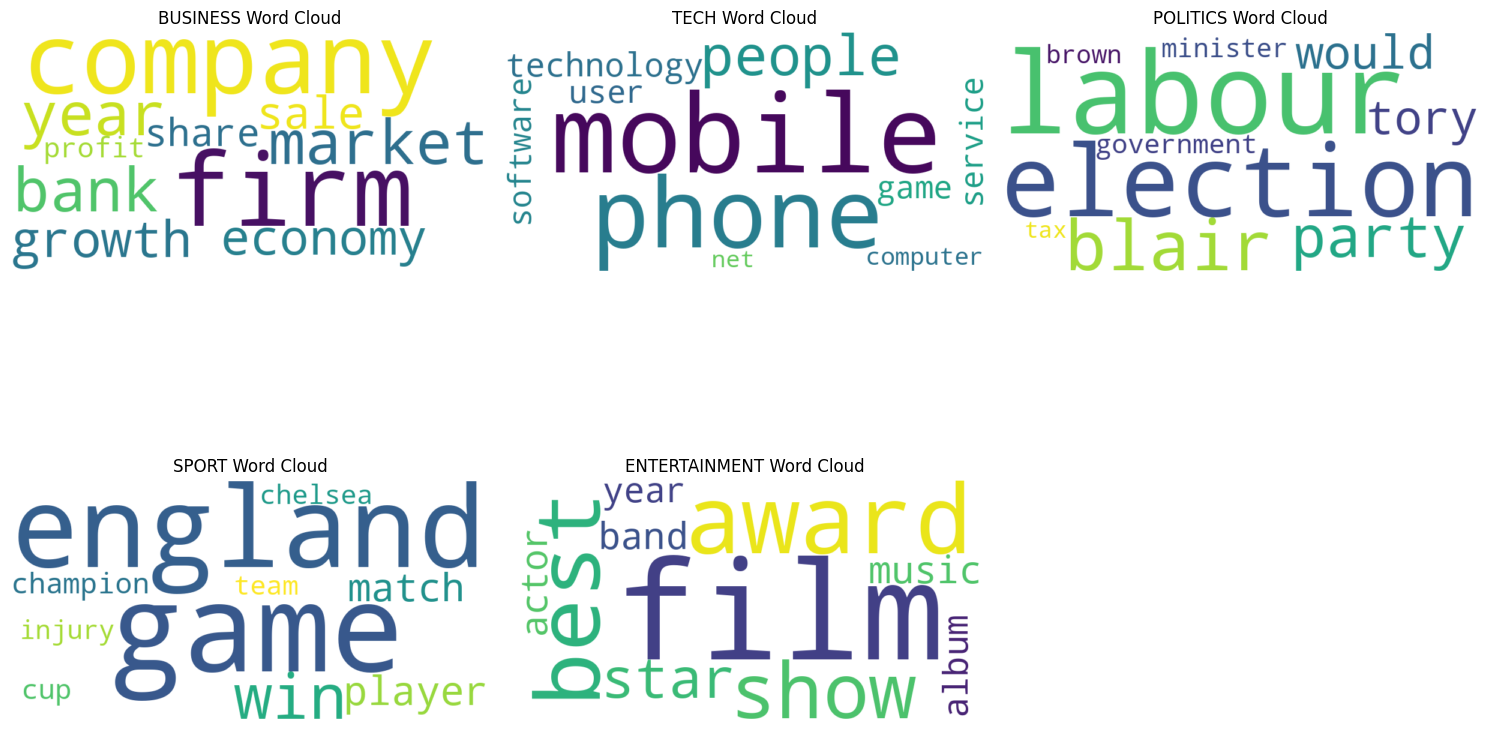 BUSINESS Word Cloud
company
year
sale
profit
share
market
bank
firm
growth
economy
TECH Word Cloud
technology
people
user
software
mobile
service
phone
game
net
computer
POLITICS Word Cloud
brown
minister
would
labour
tory
government
election
tax
blair
party
SPORT Word Cloud
chelsea
england
champion
team
match
game
injury
cup
win
player
ENTERTAINMENT Word Cloud
year
award
band
best
actor
music
film
star
show
album